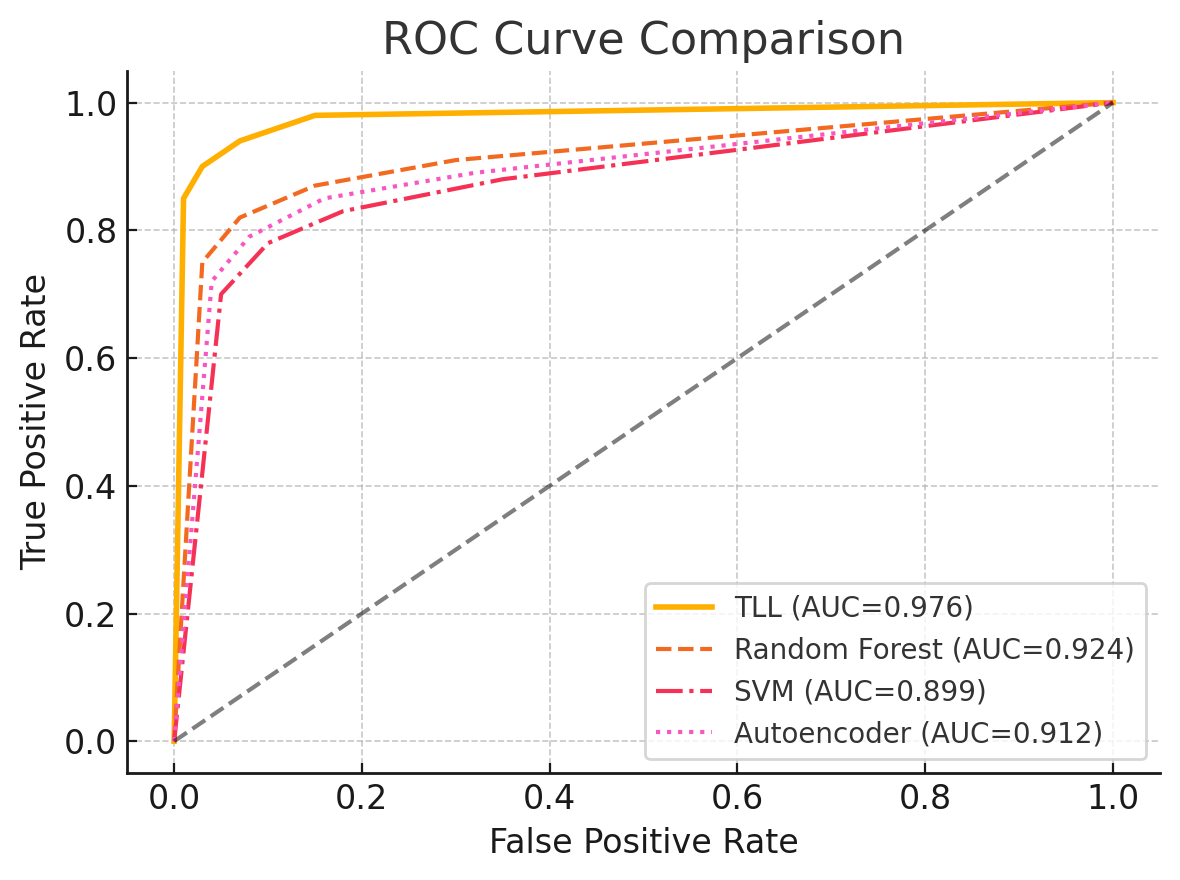 ROC Curve Comparison
True Positive Rate
1.0
0.8
0.6
0.4
0.2
0.0
TLL (AUC=0.976)
Random Forest (AUC=0.924)
SVM (AUC=0.899)
Autoencoder (AUC=0.912)
0.0 0.2 0.4 0.6 0.8 1.0
False Positive Rate